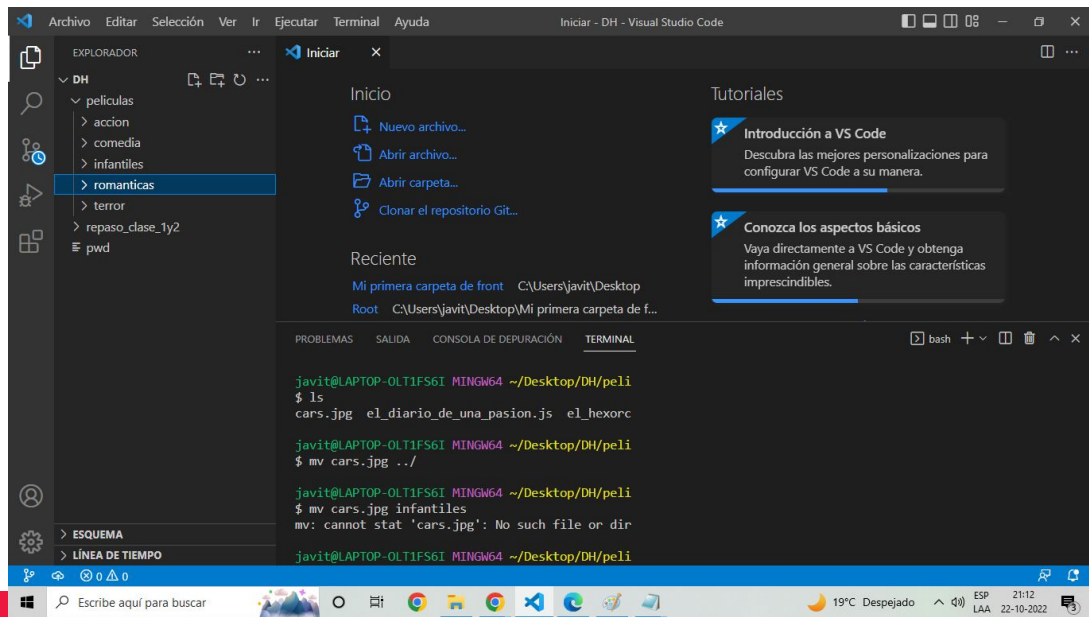 Archivo Editar Selección Ver Ir Ejecutar Terminal Ayuda
Iniciar - DH - Visual Studio Code
EXPLORADOR
DH
peliculas
accion
comedia
infantiles
romanticas
terror
repaso_clase_1y2
pwd
ESQUEMA
LÍNEA DE TIEMPO
Iniciar
Inicio
Nuevo archivo...
Abrir archivo...
Abrir carpeta...
Clonar el repositorio Git...
Reciente
Mi primera carpeta de front C:\Users\javit\Desktop
Root C:\Users\javit\Desktop\Mi primera carpeta de f...
Tutoriales
Introducción a VS Code
Descubra las mejores personalizaciones para
configurar VS Code a su manera.
Conozca los aspectos básicos
Vaya directamente a VS Code y obtenga
información general sobre las características
imprescindibles.
PROBLEMAS SALIDA CONSOLA DE DEPURACIÓN TERMINAL
bash
javit@LAPTOP-OLT1FS6I MINGW64 ~/Desktop/DH/peli
$ ls
cars.jpg el_diario_de_una_pasion.js el_hexorc
javit@LAPTOP-OLT1FS6I MINGW64 ~/Desktop/DH/peli
$ mv cars.jpg ../
javit@LAPTOP-OLT1FS6I MINGW64 ~/Desktop/DH/peli
$ mv cars.jpg infantiles
mv: cannot stat 'cars.jpg': No such file or dir
javit@LAPTOP-OLT1FS6I MINGW64 ~/Desktop/DH/peli
0 0
Escribe aquí para buscar
19°C Despejado
ESP
LAA
21:12
22-10-2022
3